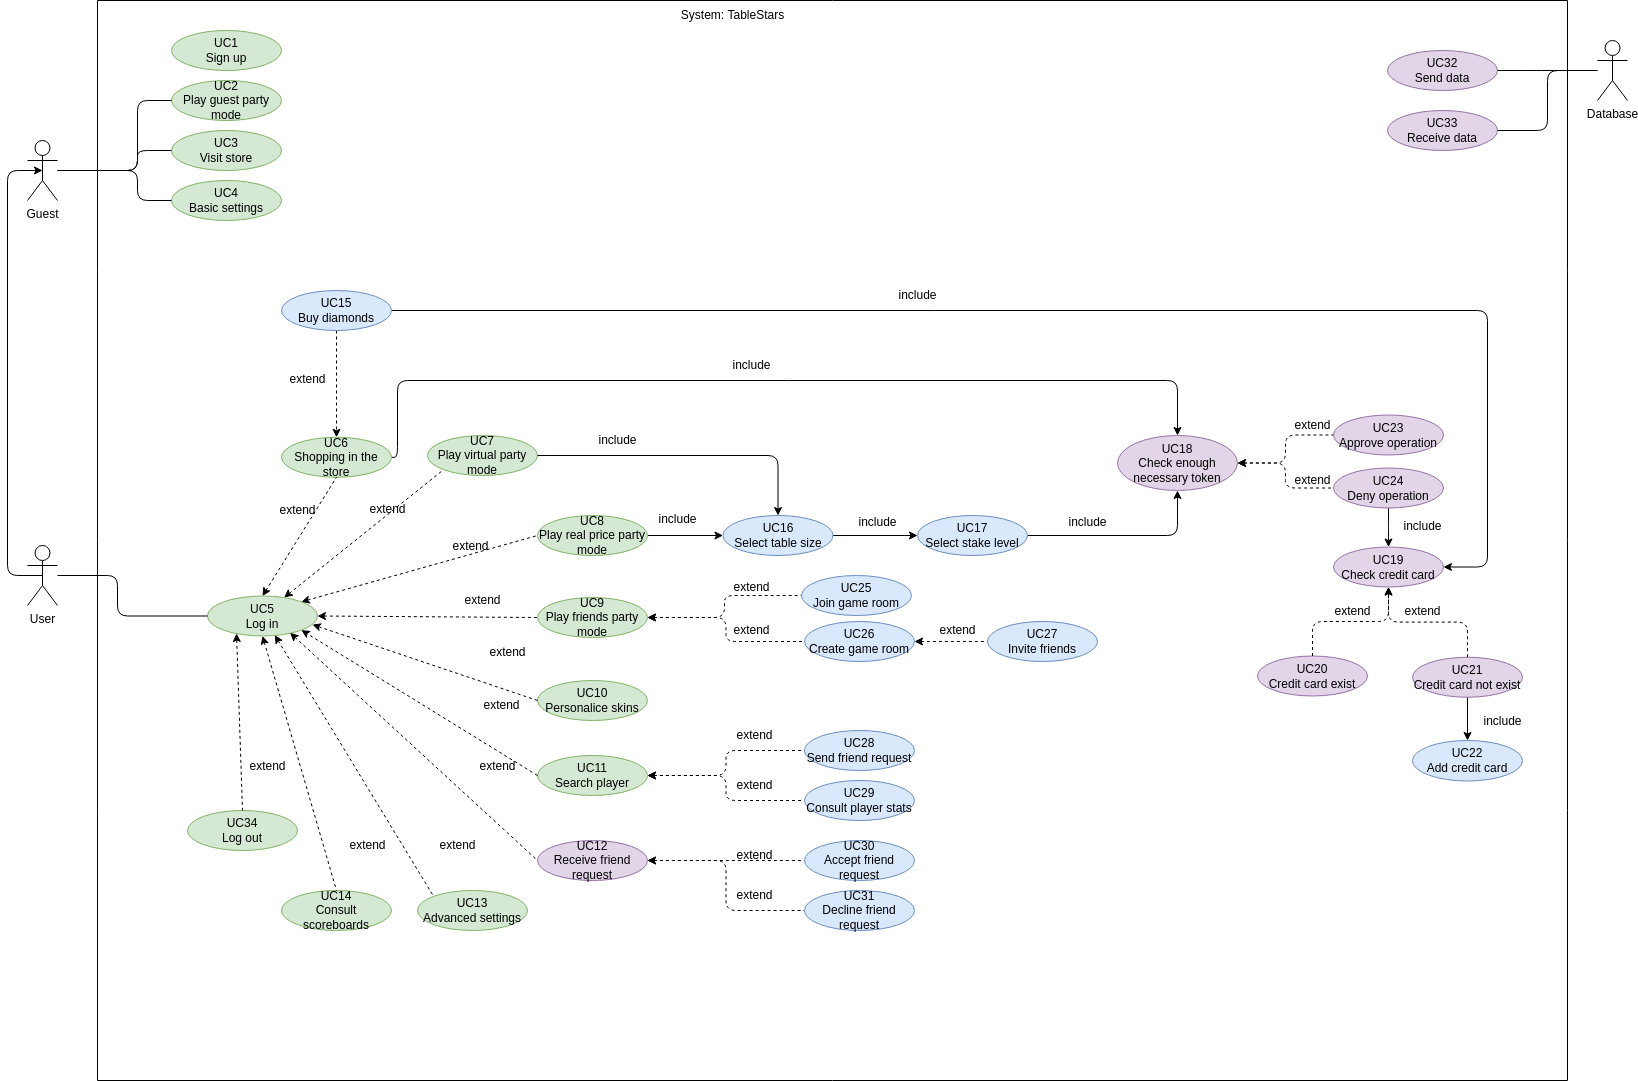 System: TableStars
UC1
Sign up
UC2
Play guest party
mode
UC3
Visit store
UC4
Basic settings
Guest
UC32
Send data
UC33
Receive data
Database
UC15
Buy diamonds
include
extend
include
UC6
Shopping in the
store
UC7
Play virtual party
mode
include
UC18
Check enough
necessary token
extend
UC23
Approve operation
extend
UC24
Deny operation
include
extend
extend
extend
UC8
Play real price party
mode
include
UC16
Select table size
include
UC17
Select stake level
include
UC19
Check credit card
User
UC5
Log in
extend
UC9
Play friends party
mode
extend
UC25
Join game room
extend
UC26
Create game room
extend
UC27
Invite friends
extend
extend
UC20
Credit card exist
UC21
Credit card not exist
include
UC22
Add credit card
extend
UC10
Personalice skins
extend
UC11
Search player
extend
extend
UC28
Send friend request
extend
UC29
Consult player stats
extend
UC34
Log out
extend
extend
UC12
Receive friend
request
extend
UC30
Accept friend
request
extend
UC31
Decline friend
request
UC14
Consult
scoreboards
UC13
Advanced settings